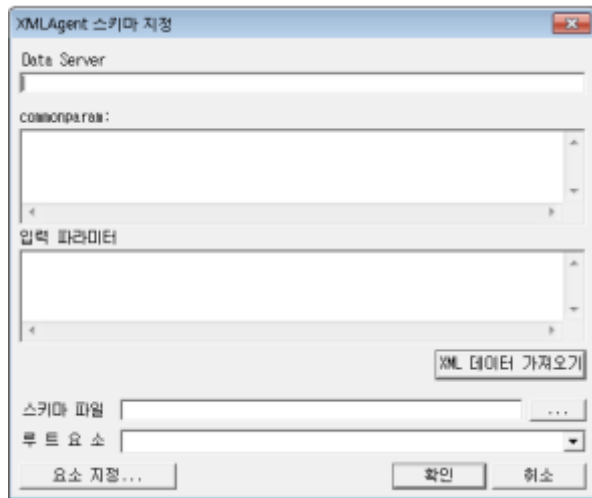 XMLAgent 스키마 지정
Data Server
commonparam:
입력 파라미터
XML 데이터 가져오기
스키마 파일 ...
루 트 요 소
요소 지정... 확인 취소